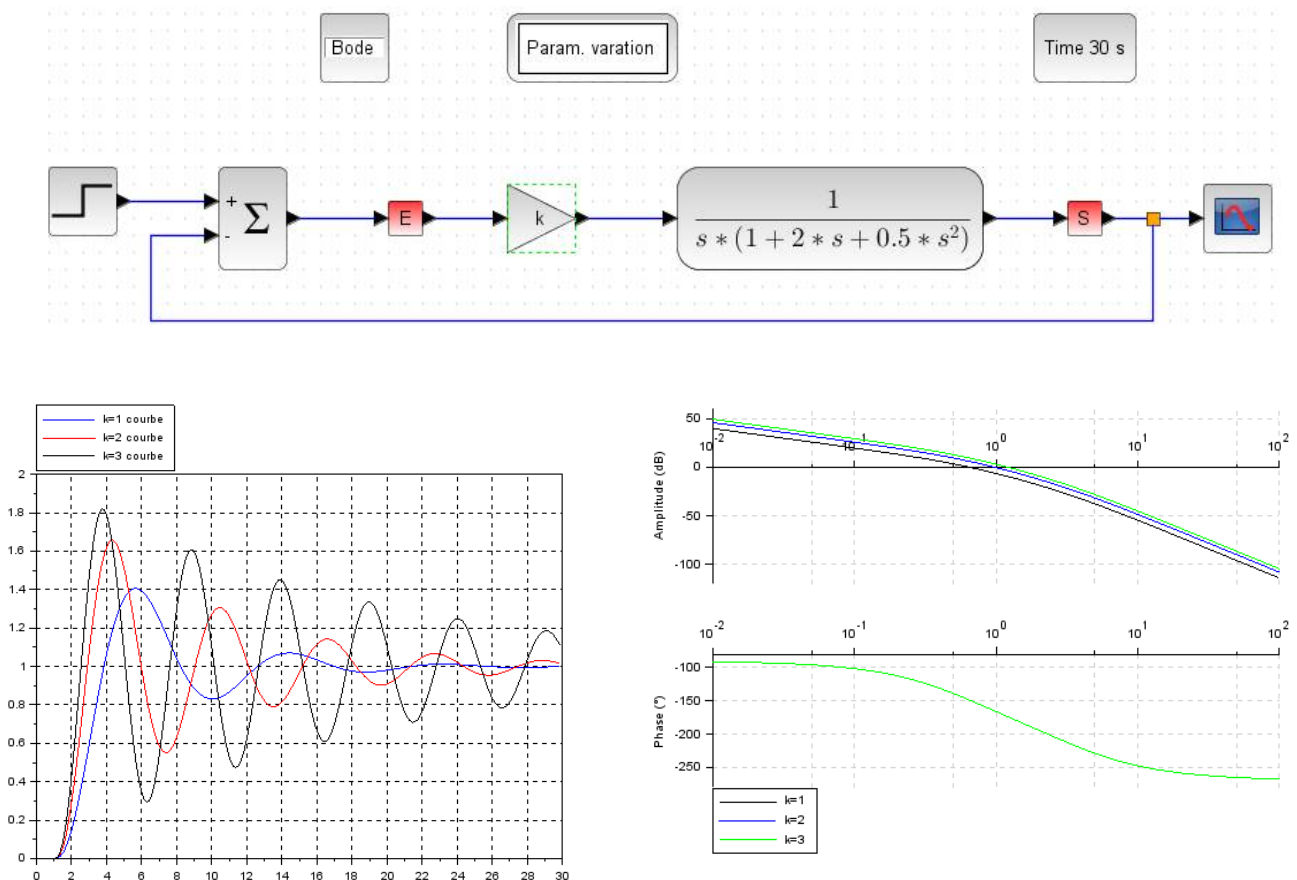 Bode
Param. varation
Time 30 s
+
-
Σ
E
k
1
s ∗ (1 + 2 ∗ s + 0.5 ∗ s²)
S
k=1 courbe
k=2 courbe
k=3 courbe
2
1.8
1.6
1.4
1.2
1
0.8
0.6
0.4
0.2
0
0 2 4 6 8 10 12 14 16 18 20 22 24 26 28 30
Amplitude (dB)
50
0
-50
-100
10⁻² 10⁻¹ 10⁰ 10¹ 10²
Phase (°)
10⁻² 10⁻¹ 10⁰ 10¹ 10²
-100
-150
-200
-250
k=1
k=2
k=3